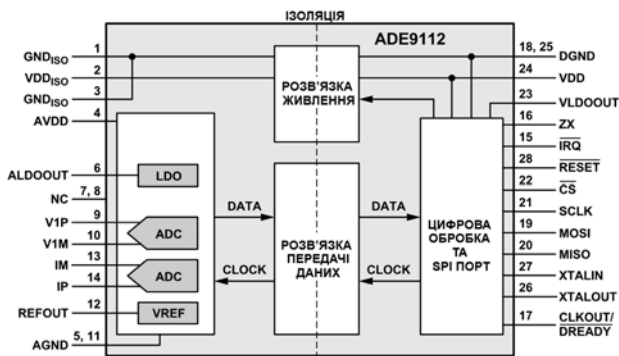 ІЗОЛЯЦІЯ
ADE9112
GNDISO 1
VDDISO 2
GNDISO 3
AVDD 4
ALDOOUT 6
NC 7, 8
V1P 9
V1M 10
IM 13
IP 14
REFOUT 12
AGND 5, 11
LDO
ADC
ADC
VREF
РОЗВ'ЯЗКА
ЖИВЛЕННЯ
DATA
CLOCK
РОЗВ'ЯЗКА
ПЕРЕДАЧІ
ДАНИХ
DATA
CLOCK
ЦИФРОВА
ОБРОБКА
ТА
SPI ПОРТ
18, 25 DGND
24 VDD
23 VLDOOUT
16 ZX
15 IRQ
28 RESET
22 CS
21 SCLK
19 MOSI
20 MISO
27 XTALIN
26 XTALOUT
17 CLKOUT/
DREADY